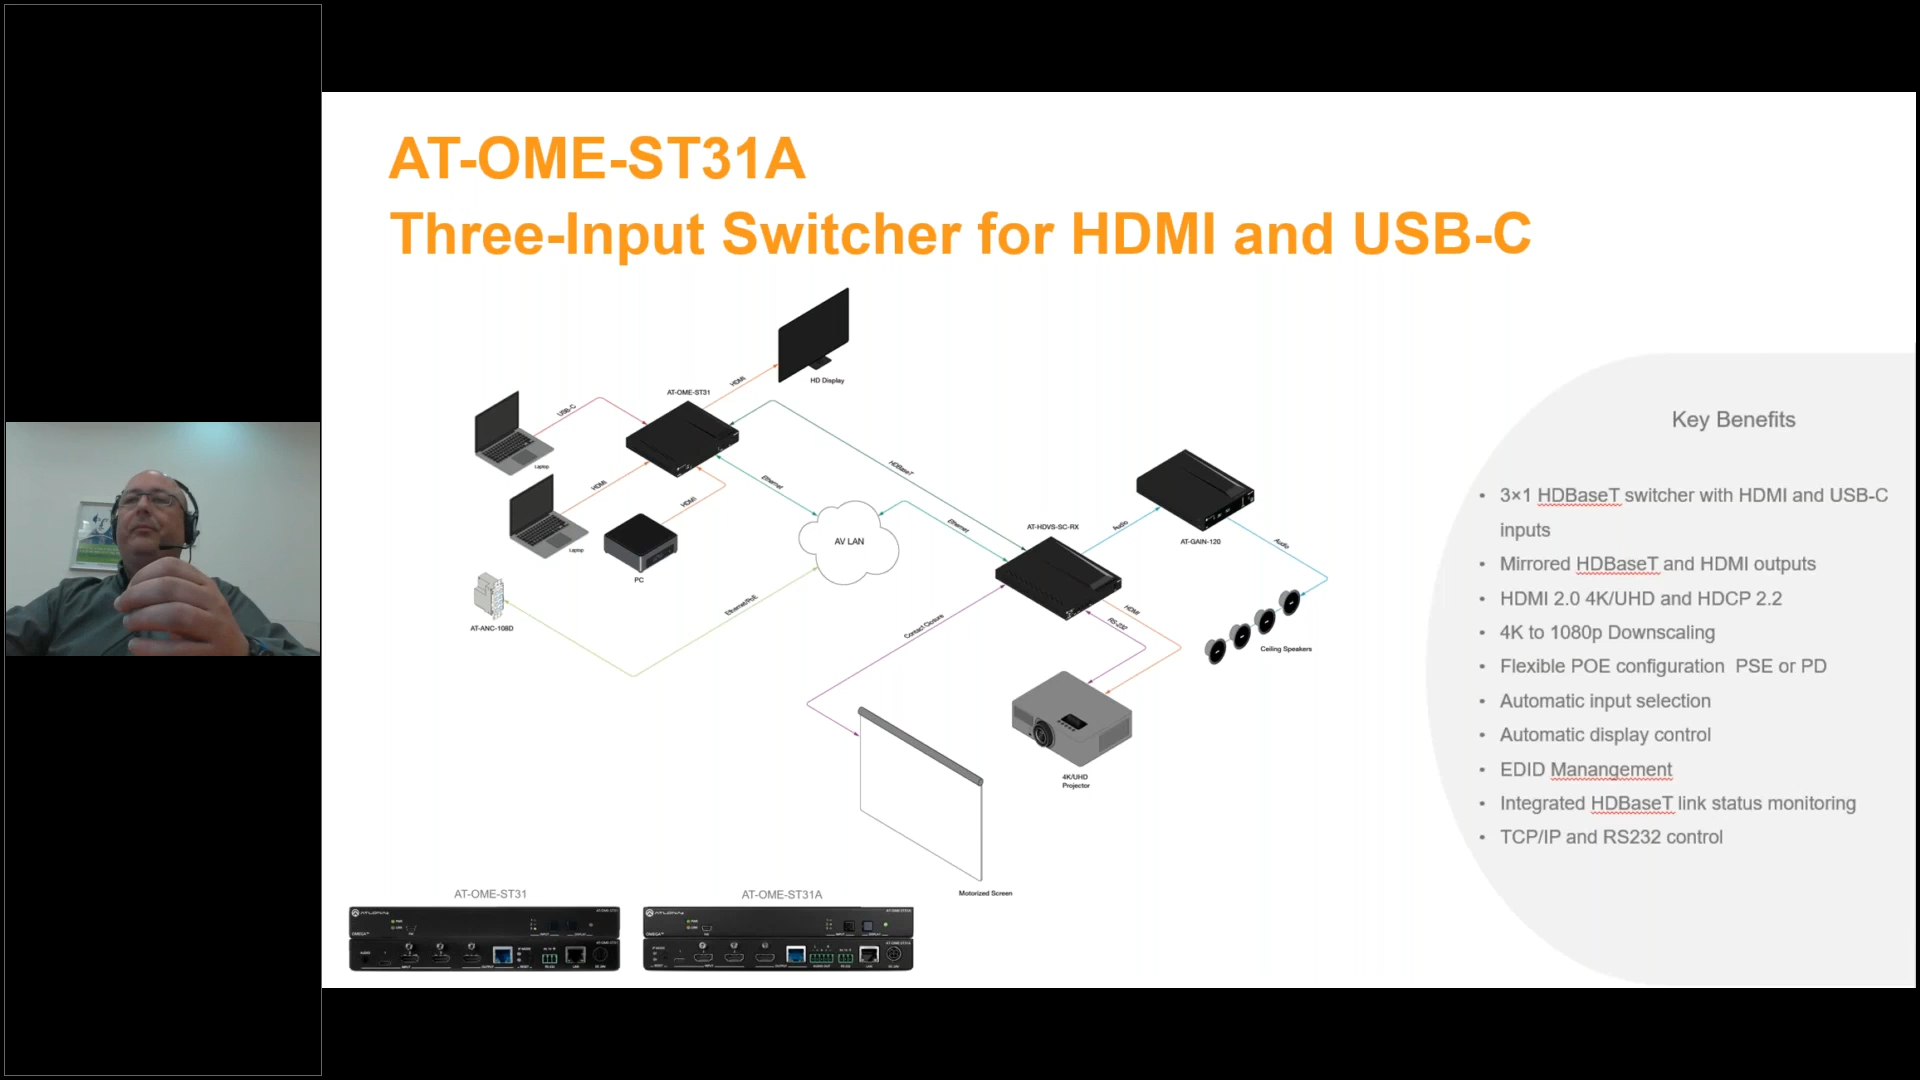 AT-OME-ST31A
Three-Input Switcher for HDMI and USB-C
HD Display
HDMI
AT-OME-ST31
USB-C
Laptop
HDMI
HDMI
Laptop
PC
Ethernet
HDBaseT
AV LAN
Ethernet
AT-HDVS-SC-RX
Audio
AT-GAIN-120
Audio
AT-ANC-108D
Ethernet/PoE
Contact Closure
HDMI
RS-232
Ceiling Speakers
4K/UHD
Projector
Motorized Screen
Key Benefits
• 3×1 HDBaseT switcher with HDMI and USB-C
inputs
• Mirrored HDBaseT and HDMI outputs
• HDMI 2.0 4K/UHD and HDCP 2.2
• 4K to 1080p Downscaling
• Flexible POE configuration  PSE or PD
• Automatic input selection
• Automatic display control
• EDID Manangement
• Integrated HDBaseT link status monitoring
• TCP/IP and RS232 control
AT-OME-ST31
AT-OME-ST31A
ATLONA
OMEGA
ATLONA
OMEGA